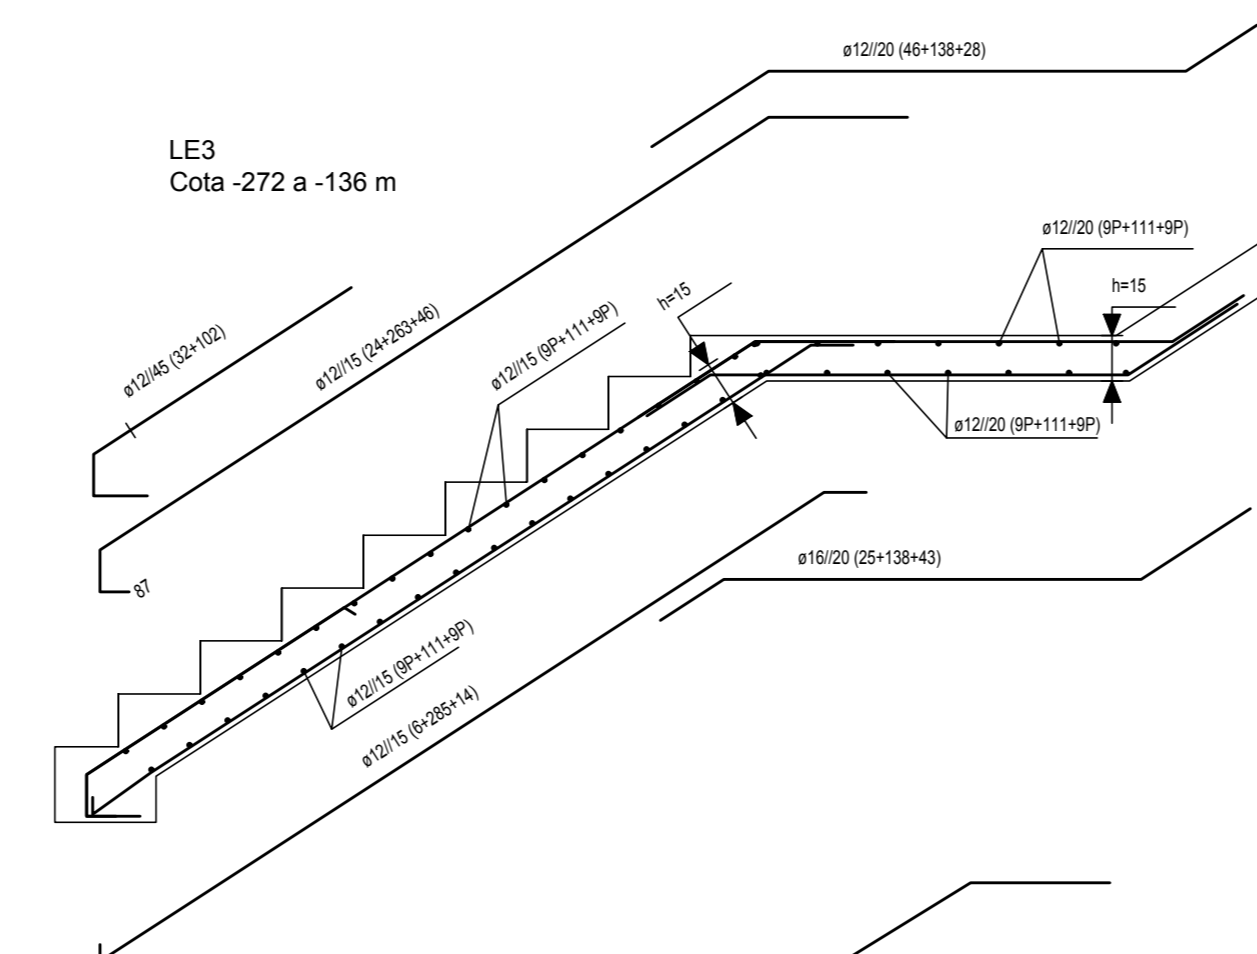 ø12//20 (46+138+28)
LE3
Cota -272 a -136 m
ø12//20 (9P+111+9P)
h=15
h=15
ø12//45 (32+102)
ø12//15 (24+263+46)
ø12//15 (9P+111+9P)
ø12//20 (9P+111+9P)
ø16//20 (25+138+43)
87
ø12//15 (9P+111+9P)
ø12//15 (6+285+14)